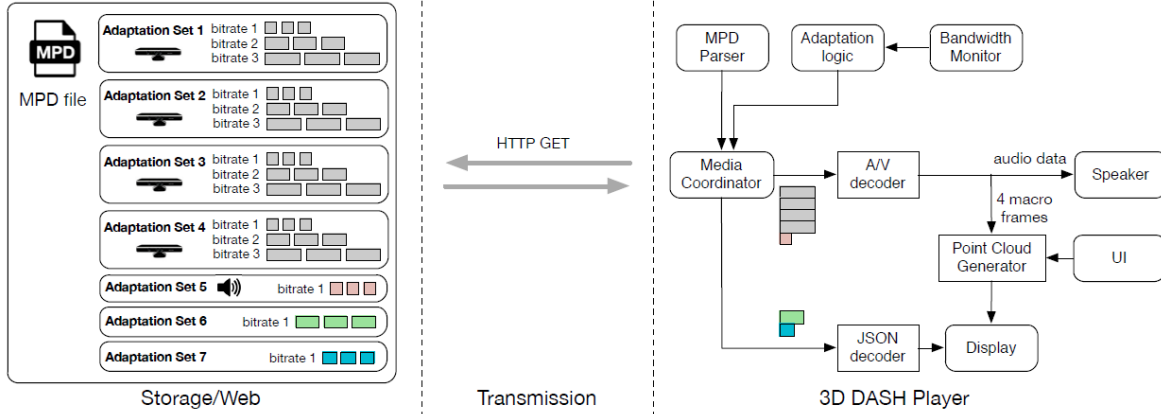 MPD
MPD file
Adaptation Set 1
bitrate 1
bitrate 2
bitrate 3
Adaptation Set 2
bitrate 1
bitrate 2
bitrate 3
Adaptation Set 3
bitrate 1
bitrate 2
bitrate 3
Adaptation Set 4
bitrate 1
bitrate 2
bitrate 3
Adaptation Set 5
bitrate 1
Adaptation Set 6
bitrate 1
Adaptation Set 7
bitrate 1
Storage/Web
HTTP GET
Transmission
MPD
Parser
Adaptation
logic
Bandwidth
Monitor
Media
Coordinator
A/V
decoder
audio data
Speaker
4 macro
frames
Point Cloud
Generator
UI
JSON
decoder
Display
3D DASH Player